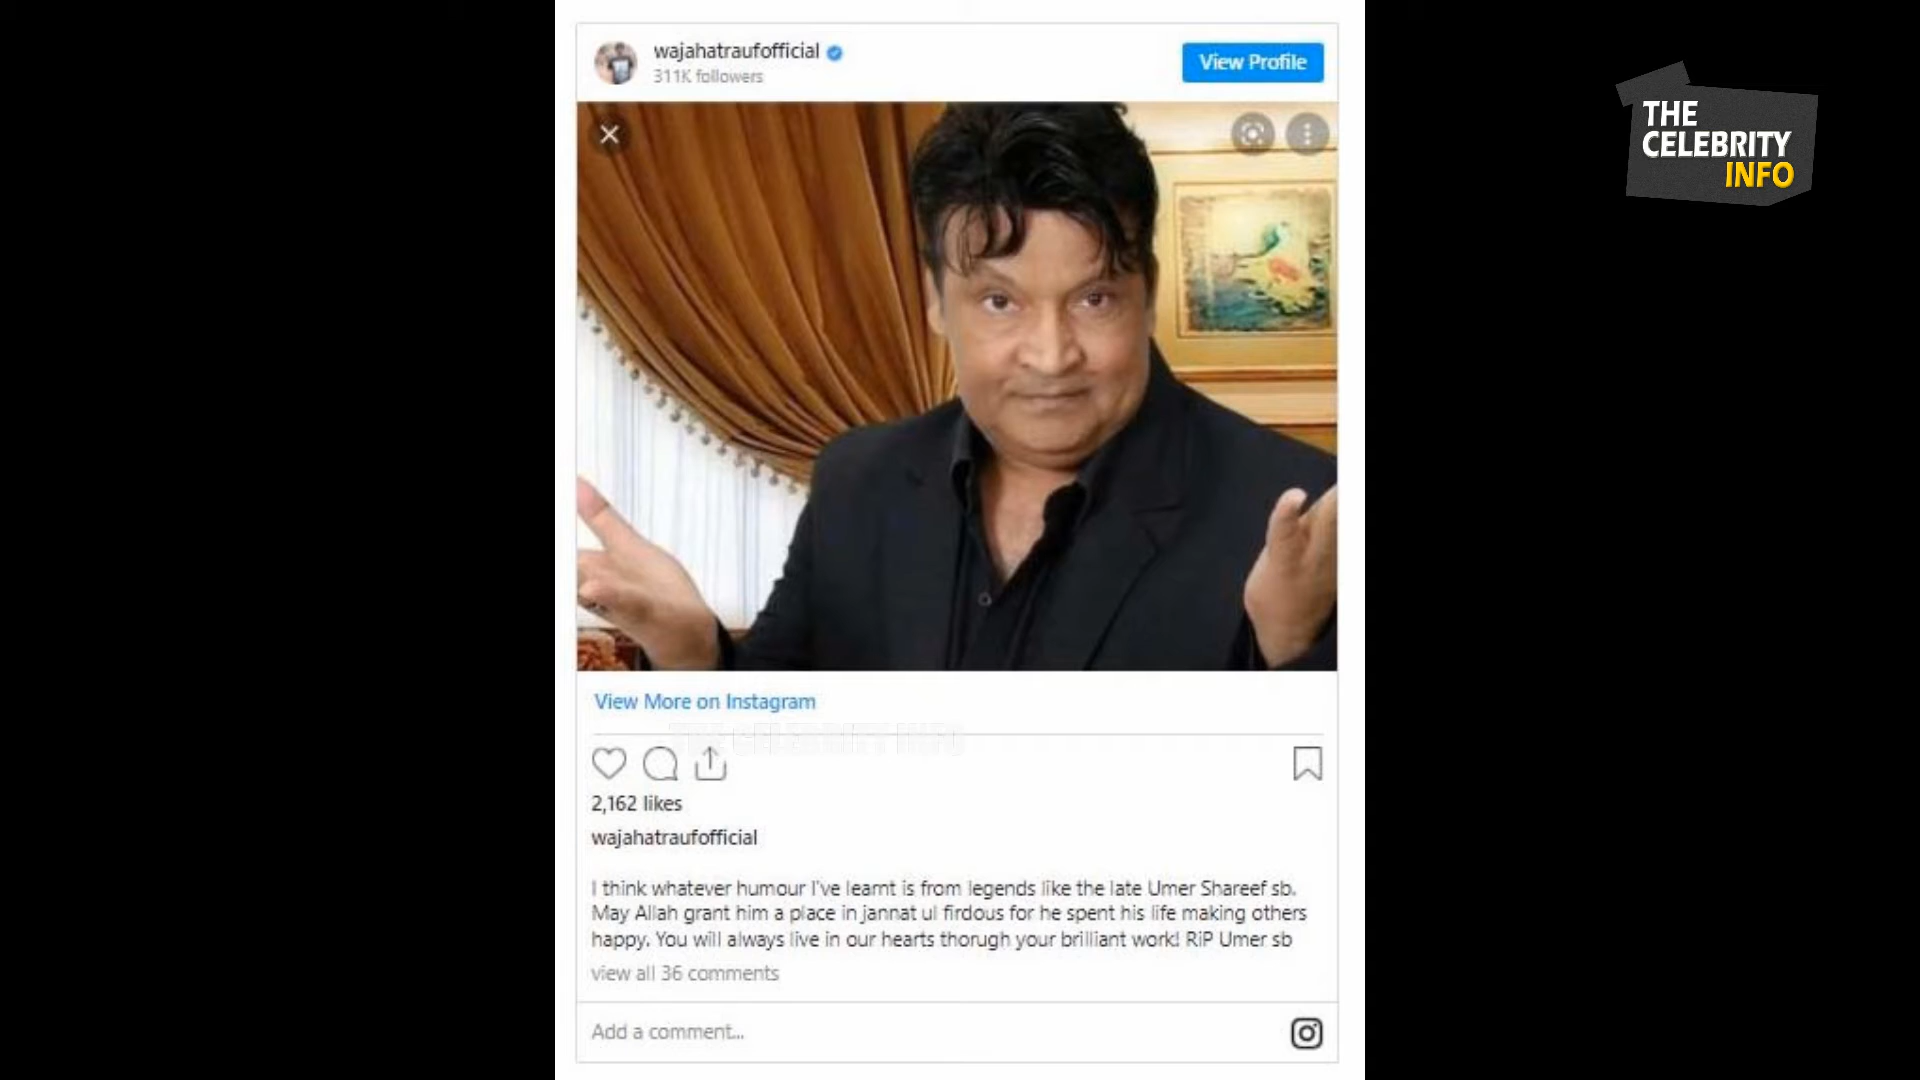 wajahatraufofficial
311K followers
View Profile
THE
CELEBRITY
INFO
View More on Instagram
THE CELEBRITY INFO
2,162 likes
wajahatraufofficial
I think whatever humour I've learnt is from legends like the late Umer Shareef sb.
May Allah grant him a place in jannat ul firdous for he spent his life making others
happy. You will always live in our hearts thorugh your brilliant work! RiP Umer sb
view all 36 comments
Add a comment...